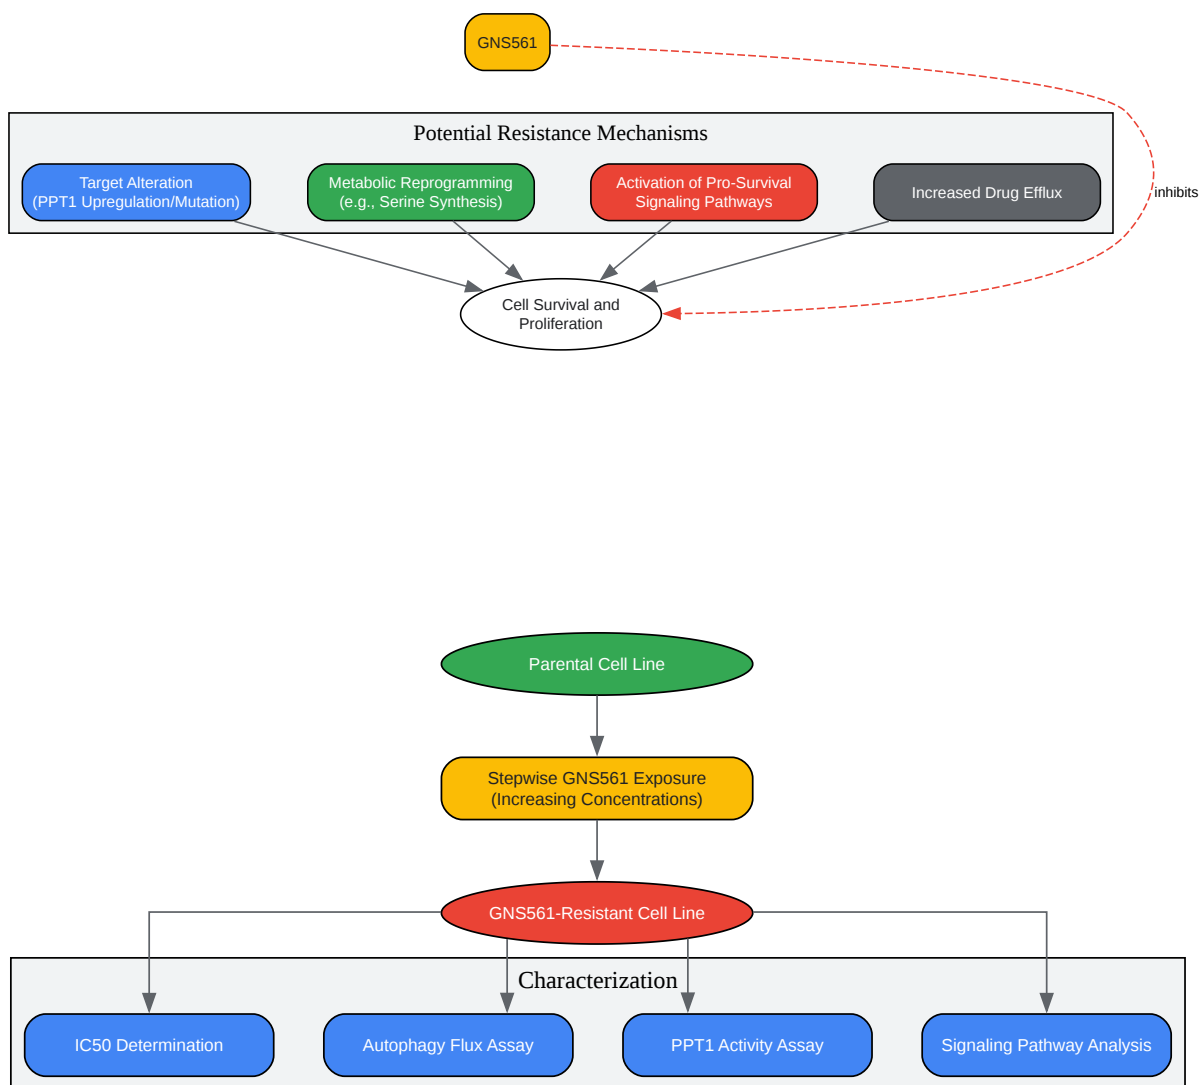 GNS561
Potential Resistance Mechanisms
Target Alteration
(PPT1 Upregulation/Mutation)
Metabolic Reprogramming
(e.g., Serine Synthesis)
Activation of Pro-Survival
Signaling Pathways
Increased Drug Efflux
inhibits
Cell Survival and
Proliferation
Parental Cell Line
Stepwise GNS561 Exposure
(Increasing Concentrations)
GNS561-Resistant Cell Line
Characterization
IC50 Determination
Autophagy Flux Assay
PPT1 Activity Assay
Signaling Pathway Analysis